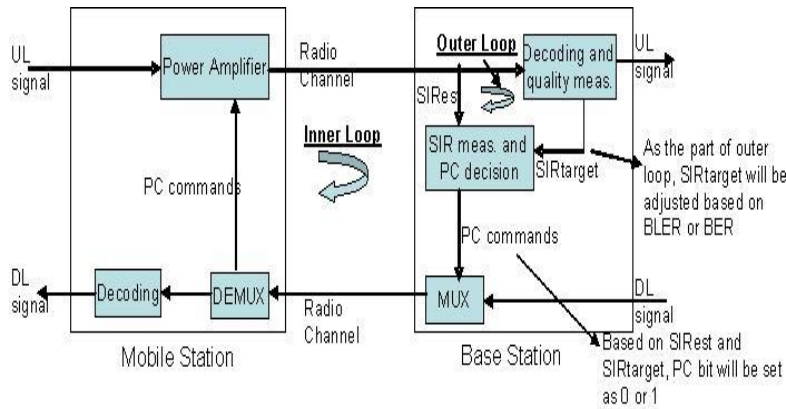 UL
signal
Power Amplifier
Radio
Channel
Outer Loop
Decoding and
quality meas.
UL
signal
SIRest
Inner Loop
SIR meas. and
PC decision
SIRtarget
As the part of outer
loop, SIRtarget will be
adjusted based on
BLER or BER
PC commands
PC commands
DL
signal
Decoding
DEMUX
Radio
Channel
MUX
DL
signal
Mobile Station
Base Station
Based on SIRest and
SIRtarget, PC bit will be set
as 0 or 1